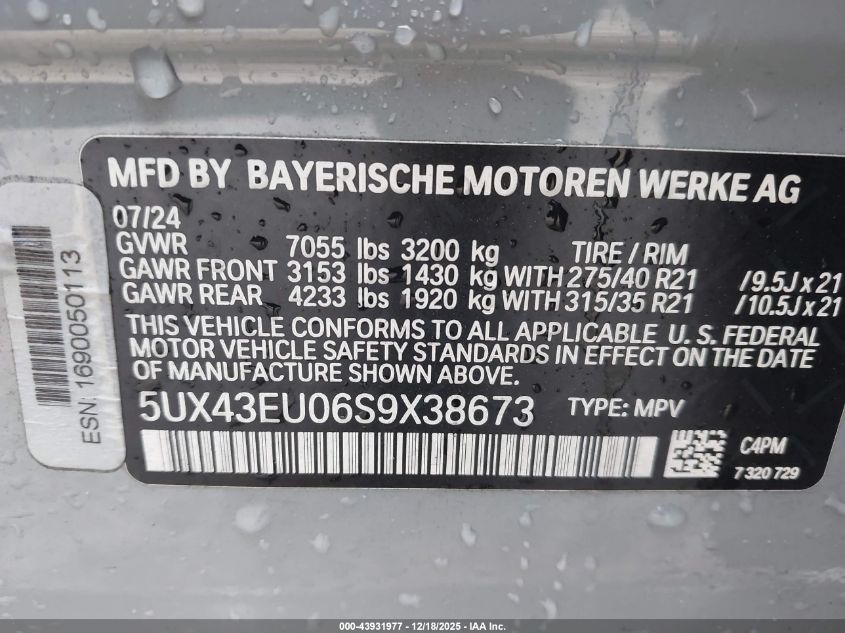 MFD BY BAYERISCHE MOTOREN WERKE AG
07/24
GVWR 7055 lbs 3200 kg TIRE / RIM
GAWR FRONT 3153 lbs 1430 kg WITH 275/40 R21 /9.5J x 21
GAWR REAR 4233 lbs 1920 kg WITH 315/35 R21 /10.5J x 21
THIS VEHICLE CONFORMS TO ALL APPLICABLE U. S. FEDERAL
MOTOR VEHICLE SAFETY STANDARDS IN EFFECT ON THE DATE
OF MANUFACTURE SHOWN ABOVE.
5UX43EU06S9X38673 TYPE: MPV
C4PM
7 320 729
ESN: 1690050113
000-43931977 - 12/18/2025 - IAA Inc.